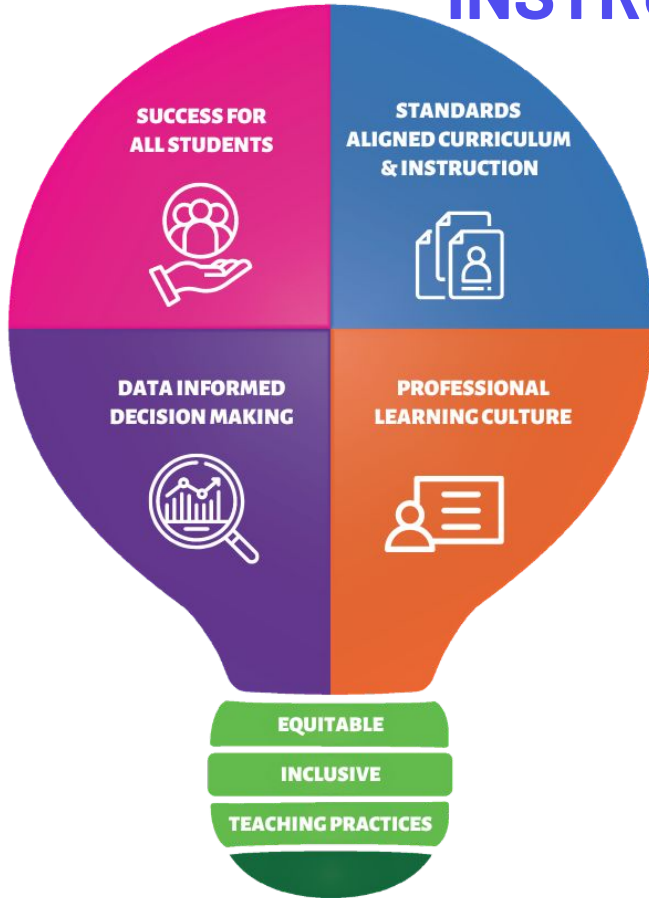 SUCCESS FOR
ALL STUDENTS
STANDARDS
ALIGNED CURRICULUM
& INSTRUCTION
DATA INFORMED
DECISION MAKING
PROFESSIONAL
LEARNING CULTURE
EQUITABLE
INCLUSIVE
TEACHING PRACTICES